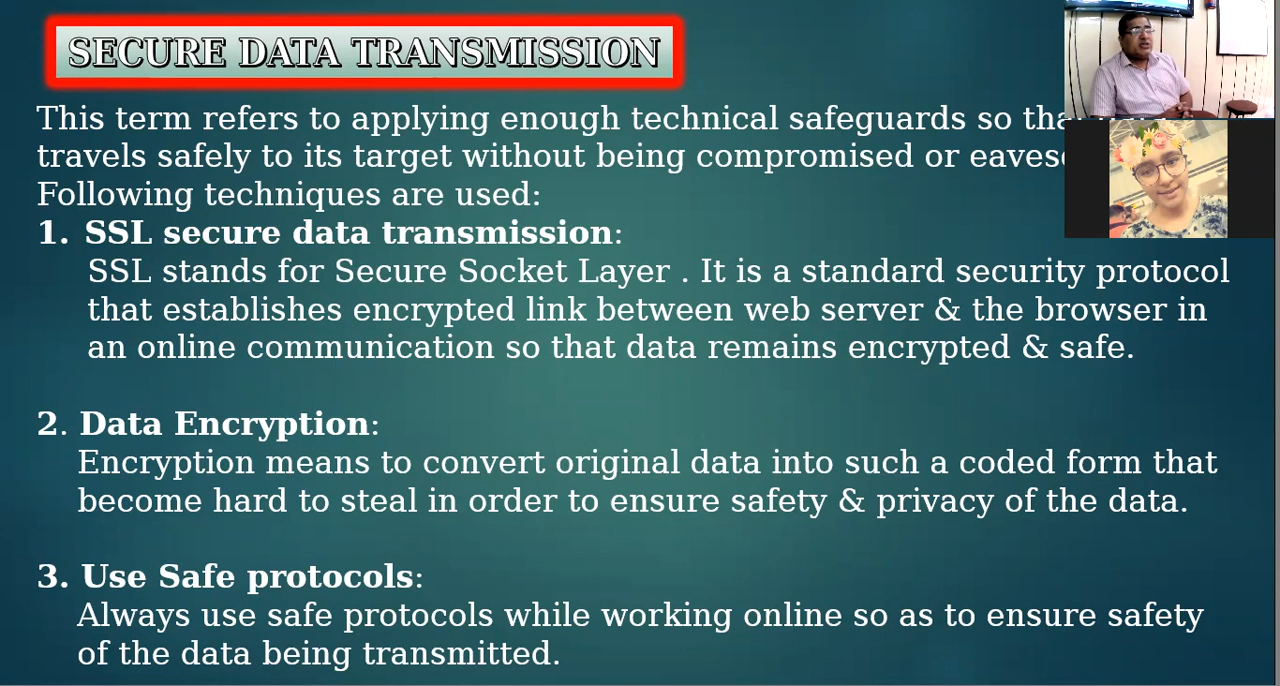 SECURE DATA TRANSMISSION
This term refers to applying enough technical safeguards so
travels safely to its target without being compromised or
Following techniques are used:
1. SSL secure data transmission:
SSL stands for Secure Socket Layer . It is a standard security protocol
that establishes encrypted link between web server & the browser in
an online communication so that data remains encrypted & safe.
2. Data Encryption:
Encryption means to convert original data into such a coded form that
become hard to steal in order to ensure safety & privacy of the data.
3. Use Safe protocols:
Always use safe protocols while working online so as to ensure safety
of the data being transmitted.